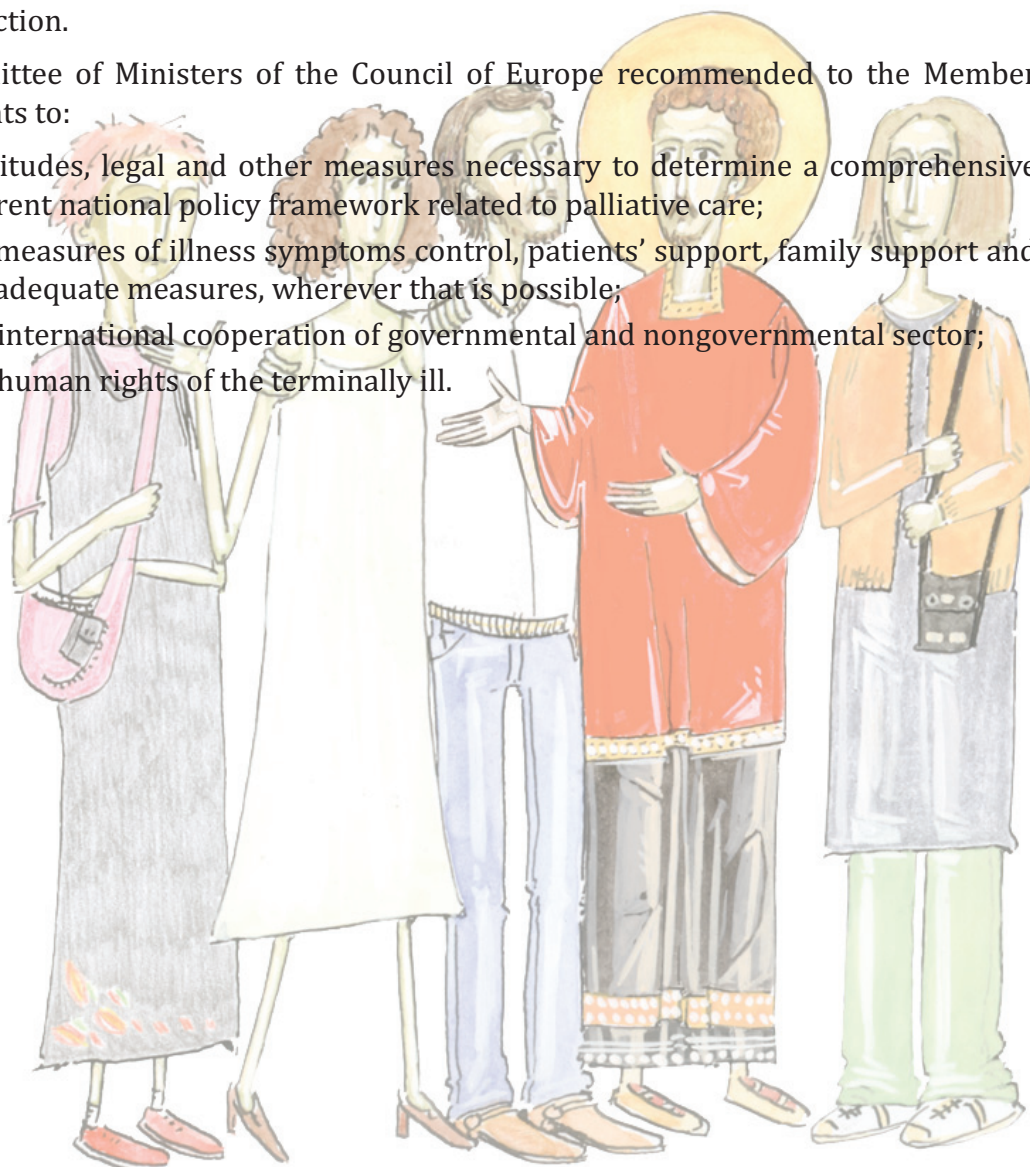 ction.
ittee of Ministers of the Council of Europe recommended to the Member
nts to:
itudes, legal and other measures necessary to determine a comprehensive
rent national policy framework related to palliative care;
measures of illness symptoms control, patients’ support, family support and
adequate measures, wherever that is possible;
international cooperation of governmental and nongovernmental sector;
human rights of the terminally ill.